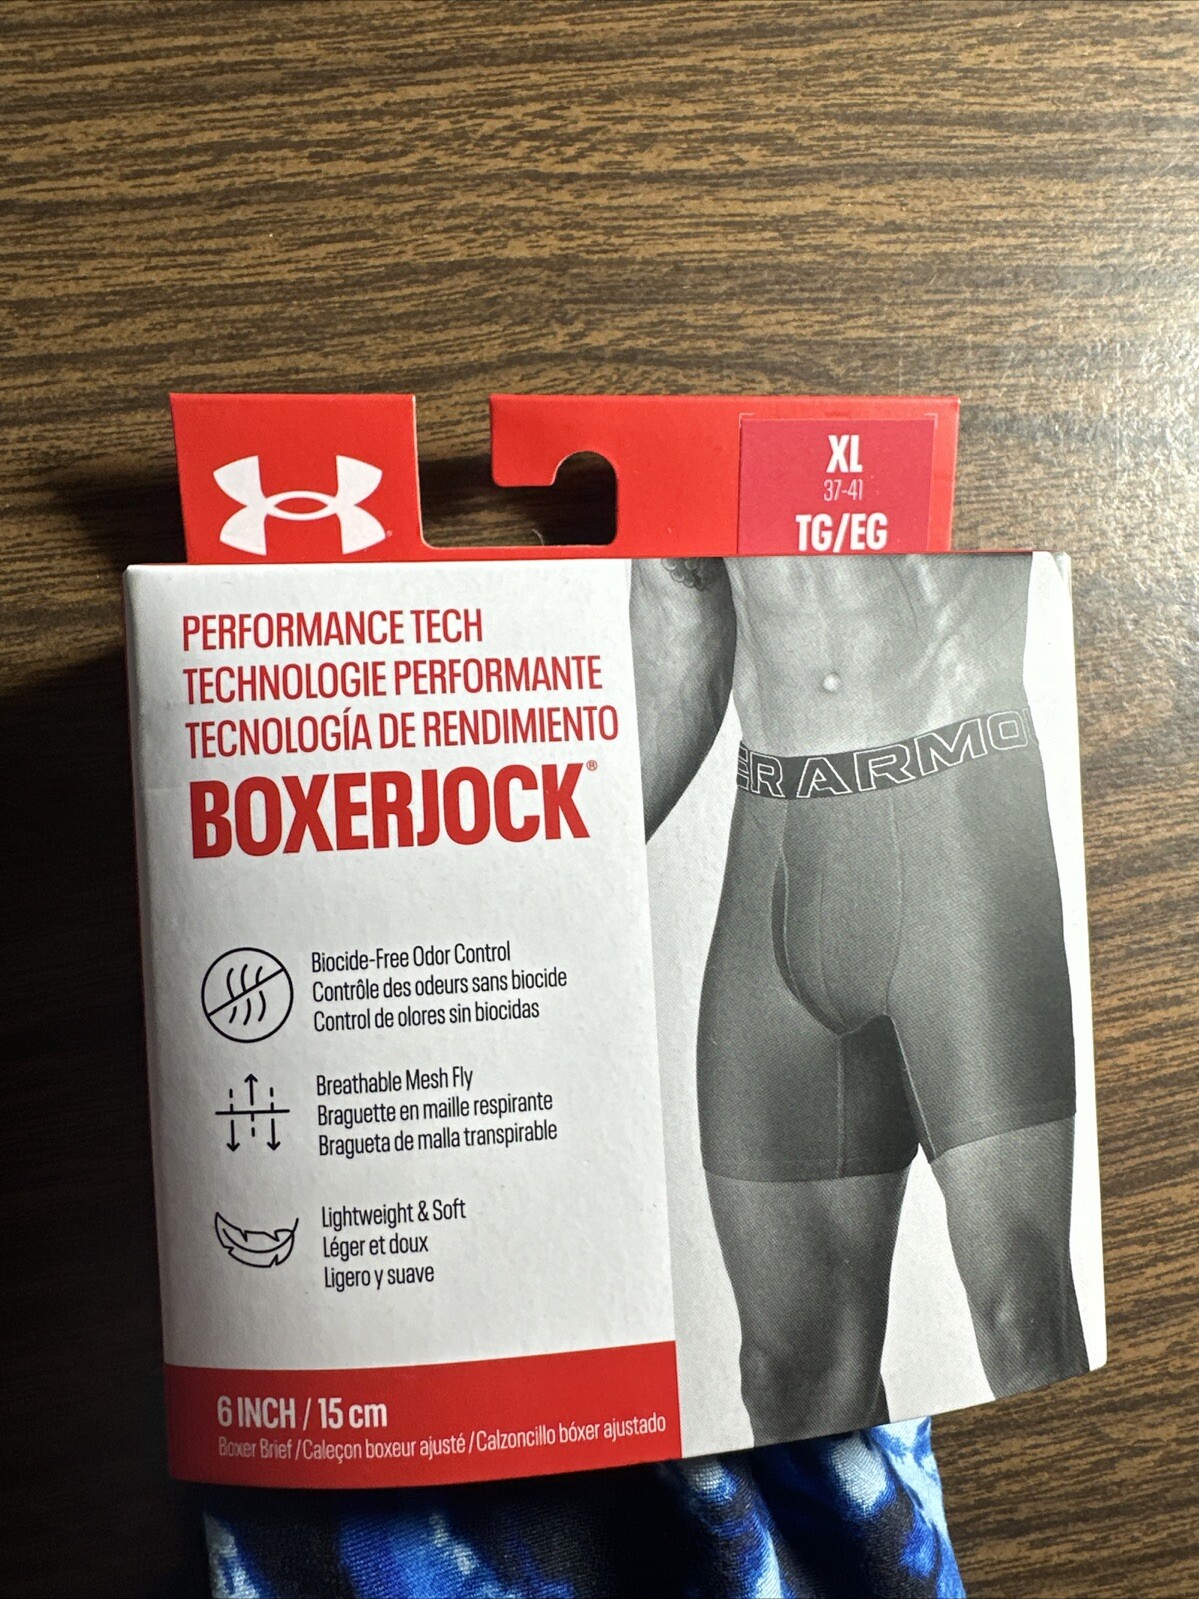 XL
37-41
TG/EG
PERFORMANCE TECH
TECHNOLOGIE PERFORMANTE
TECNOLOGÍA DE RENDIMIENTO
BOXERJOCK®
ER ARMO
Biocide-Free Odor Control
Contrôle des odeurs sans biocide
Control de olores sin biocidas
Breathable Mesh Fly
Braguette en maille respirante
Bragueta de malla transpirable
Lightweight & Soft
Léger et doux
Ligero y suave
6 INCH / 15 cm
Boxer Brief / Caleçon boxeur ajusté / Calzoncillo bóxer ajustado